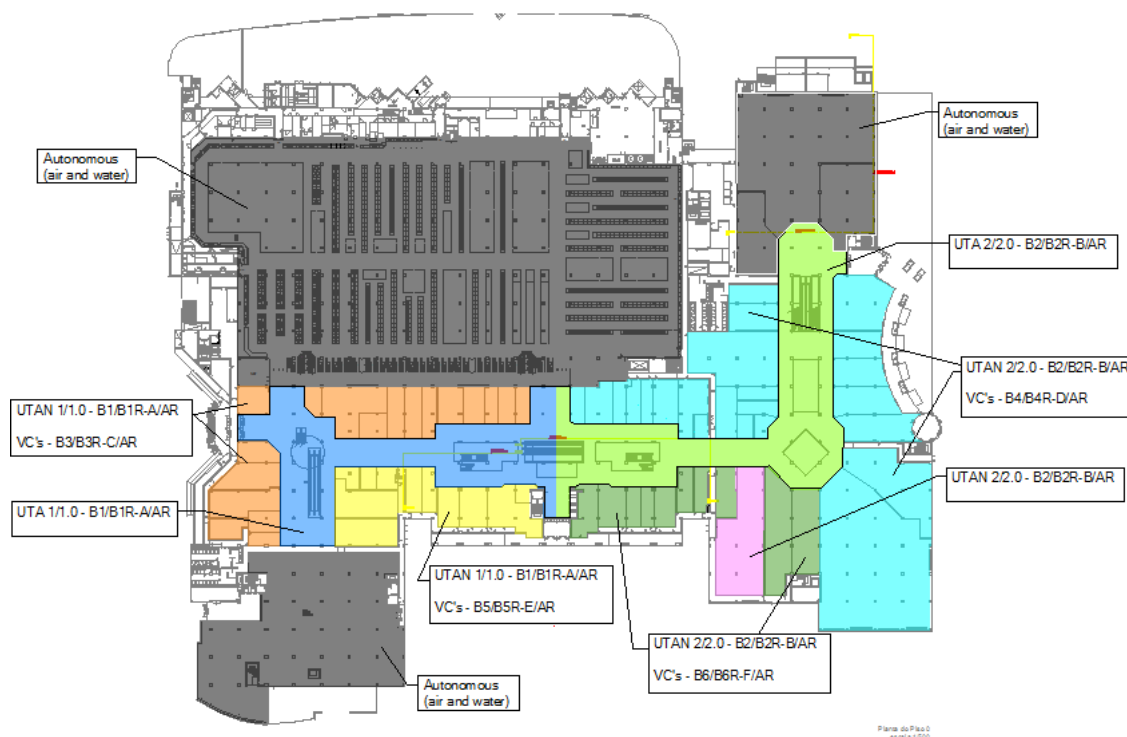 Autonomous
(air and water)
Autonomous
(air and water)
UTA 2/2.0 - B2/B2R-B/AR
UTAN 2/2.0 - B2/B2R-B/AR
VC's - B4/B4R-D/AR
UTAN 1/1.0 - B1/B1R-A/AR
VC's - B3/B3R-C/AR
UTAN 2/2.0 - B2/B2R-B/AR
UTA 1/1.0 - B1/B1R-A/AR
UTAN 1/1.0 - B1/B1R-A/AR
VC's - B5/B5R-E/AR
UTAN 2/2.0 - B2/B2R-B/AR
VC's - B6/B6R-F/AR
Autonomous
(air and water)
Planta do Piso 0